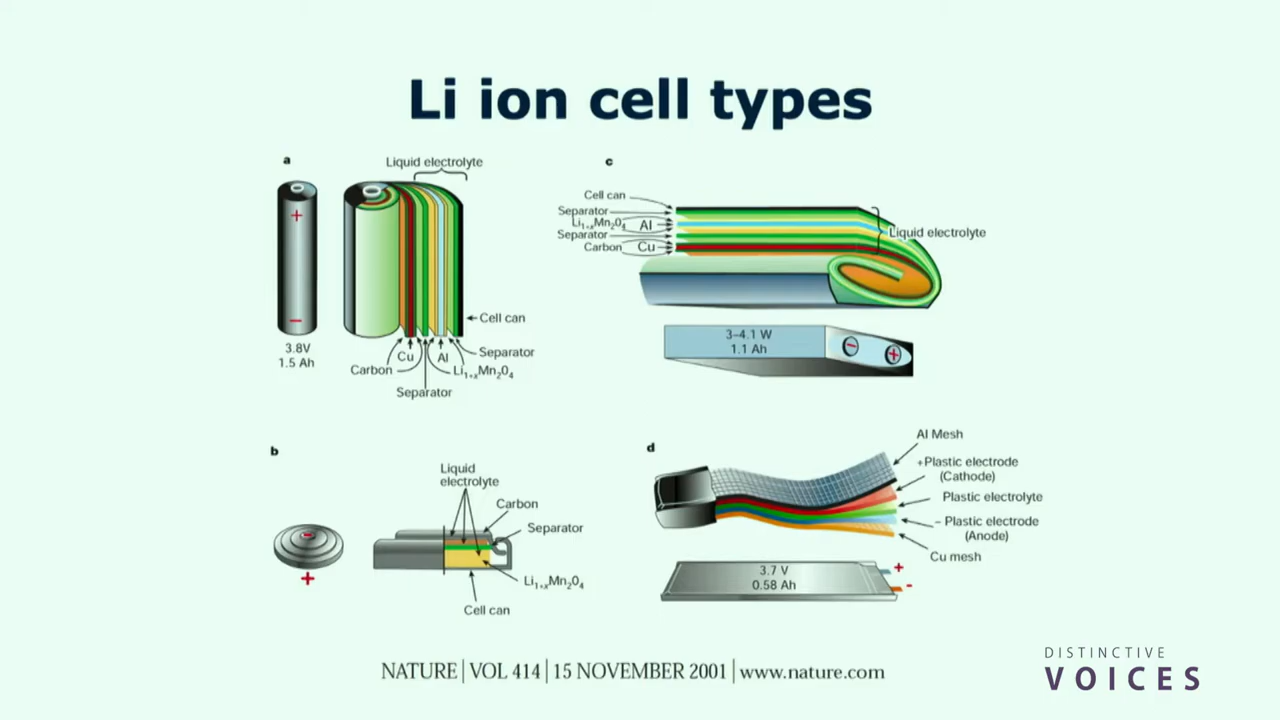 Li ion cell types
a
Liquid electrolyte
+
−
3.8V
1.5 Ah
Cell can
Cu
Al
Separator
Carbon
Li1+xMn2O4
Separator
c
Cell can
Separator
Li1+xMn2O4
Al
Separator
Carbon
Cu
Liquid electrolyte
3–4.1 W
1.1 Ah
−
+
b
Liquid
electrolyte
Carbon
Separator
Li1+xMn2O4
Cell can
−
+
d
Al Mesh
+Plastic electrode
(Cathode)
Plastic electrolyte
– Plastic electrode
(Anode)
Cu mesh
3.7 V
0.58 Ah
+
-
NATURE | VOL 414 | 15 NOVEMBER 2001 | www.nature.com
DISTINCTIVE
VOICES